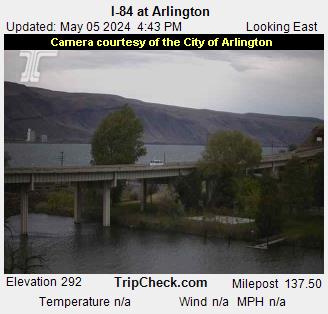 I-84 at Arlington
Updated: May 05 2024 4:43 PM Looking East
Camera courtesy of the City of Arlington
Elevation 292 TripCheck.com Milepost 137.50
Temperature n/a Wind n/a MPH n/a